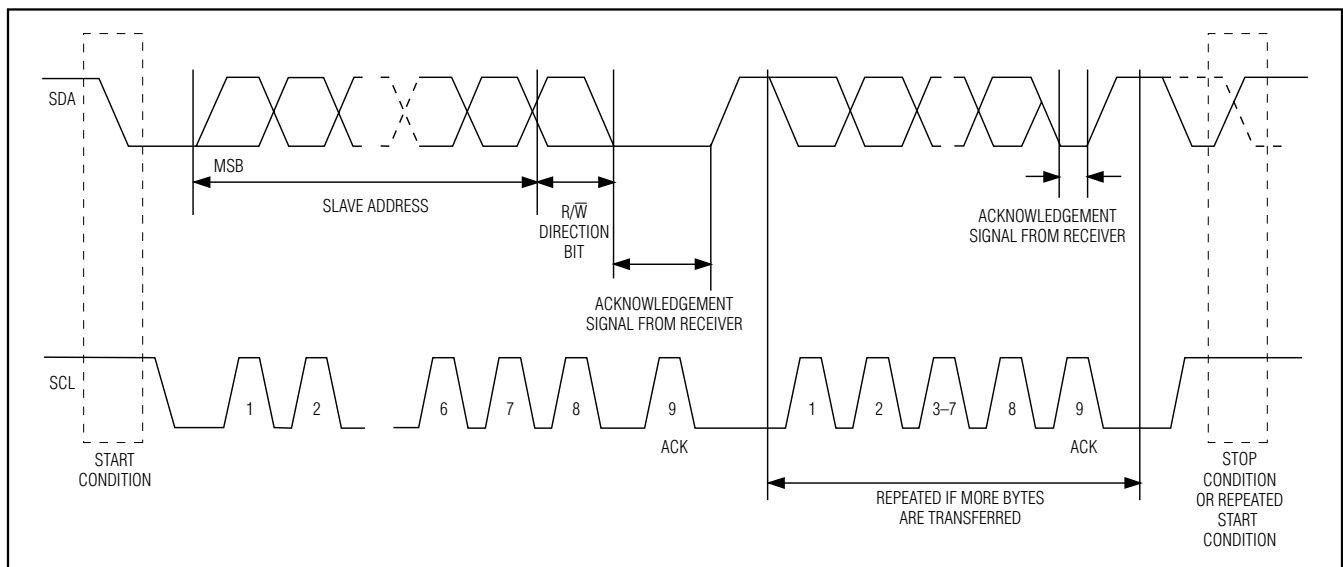 SDA
MSB
SLAVE ADDRESS
R/W̅
DIRECTION
BIT
ACKNOWLEDGEMENT
SIGNAL FROM RECEIVER
ACKNOWLEDGEMENT
SIGNAL FROM RECEIVER
SCL
1 2 6 7 8 9 1 2 3–7 8 9
ACK ACK
START
CONDITION
REPEATED IF MORE BYTES
ARE TRANSFERRED
STOP
CONDITION
OR REPEATED
START
CONDITION